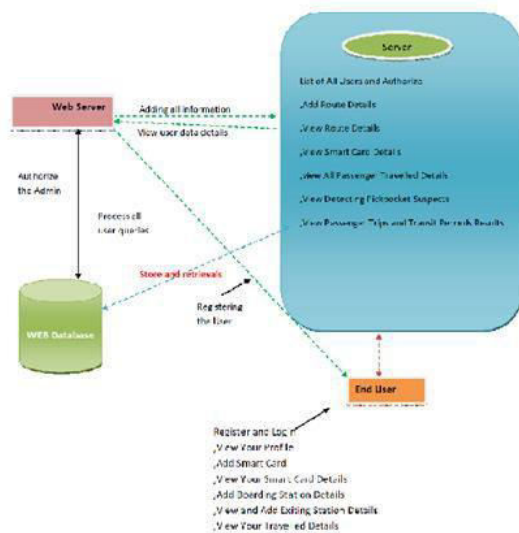 Server
List of All Users and Authorize
,Add Route Details
,View Route Details
,View Smart Card Details
,View All Passenger Travelled Details
,View Detecting Pickpocket Suspects
,View Passenger Trips and Transit Records Results
Web Server
Adding all information
View user data details
Authorize
the Admin
Process all
user queries
Store and retrievals
Registering
the User
WEB Database
End User
Register and Login
,View Your Profile
,Add Smart Card
,View Your Smart Card Details
,Add Boarding Station Details
,View and Add Exiting Station Details
,View Your Travelled Details